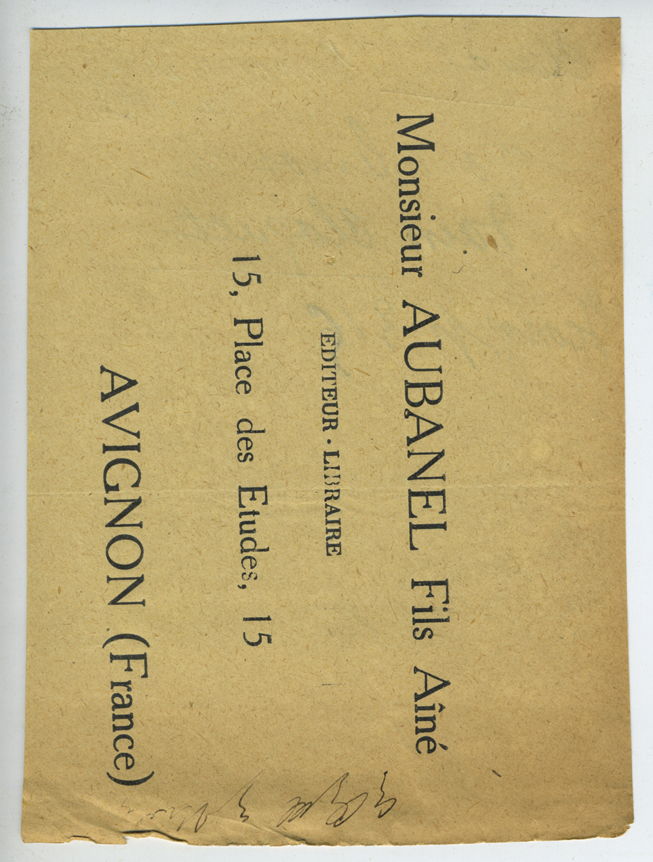 Monsieur AUBANEL Fils Aîné
EDITEUR-LIBRAIRE
15, Place des Etudes, 15
AVIGNON (France)